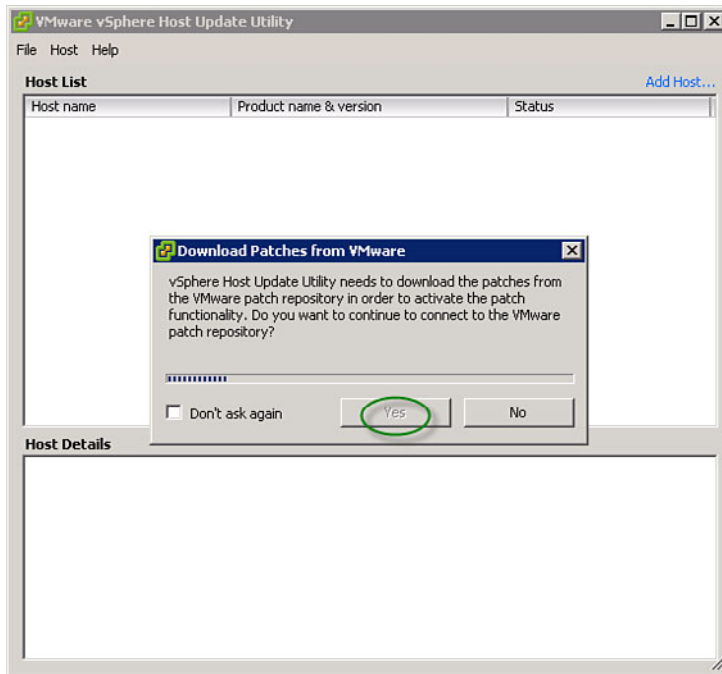 VMware vSphere Host Update Utility
File Host Help
Host List Add Host...
Host name Product name & version Status
Download Patches from VMware
vSphere Host Update Utility needs to download the patches from
the VMware patch repository in order to activate the patch
functionality. Do you want to continue to connect to the VMware
patch repository?
Don't ask again Yes No
Host Details